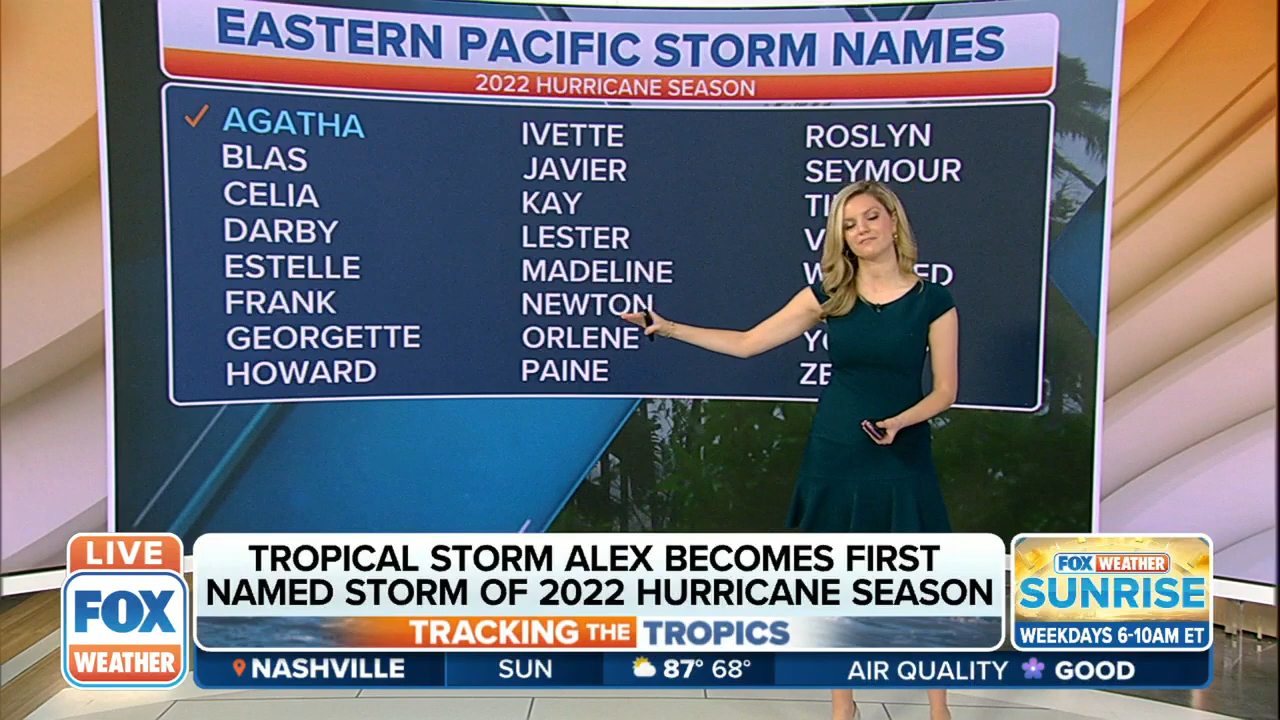 EASTERN PACIFIC STORM NAMES
2022 HURRICANE SEASON
AGATHA
BLAS
CELIA
DARBY
ESTELLE
FRANK
GEORGETTE
HOWARD
IVETTE
JAVIER
KAY
LESTER
MADELINE
NEWTON
ORLENE
PAINE
ROSLYN
SEYMOUR
LIVE
FOX
WEATHER
TROPICAL STORM ALEX BECOMES FIRST
NAMED STORM OF 2022 HURRICANE SEASON
TRACKING THE TROPICS
FOX WEATHER
SUNRISE
WEEKDAYS 6-10AM ET
NASHVILLE SUN 87° 68° AIR QUALITY GOOD